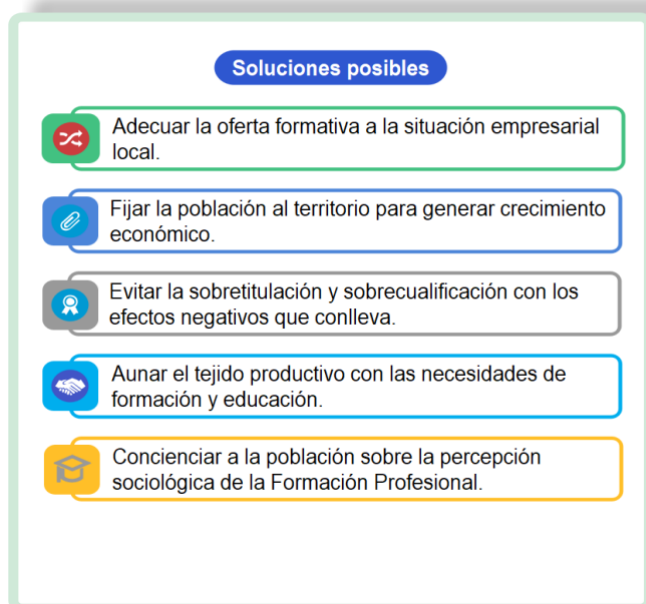 Soluciones posibles
Adecuar la oferta formativa a la situación empresarial
local.
Fijar la población al territorio para generar crecimiento
económico.
Evitar la sobretitulación y sobrecualificación con los
efectos negativos que conlleva.
Aunar el tejido productivo con las necesidades de
formación y educación.
Concienciar a la población sobre la percepción
sociológica de la Formación Profesional.